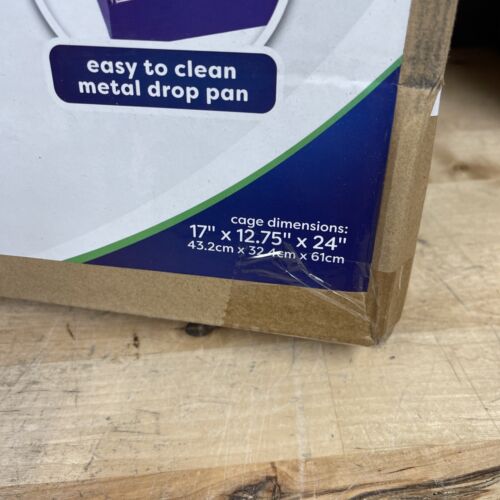 easy to clean
metal drop pan
cage dimensions:
17" x 12.75" x 24"
43.2cm x 32.4cm x 61cm